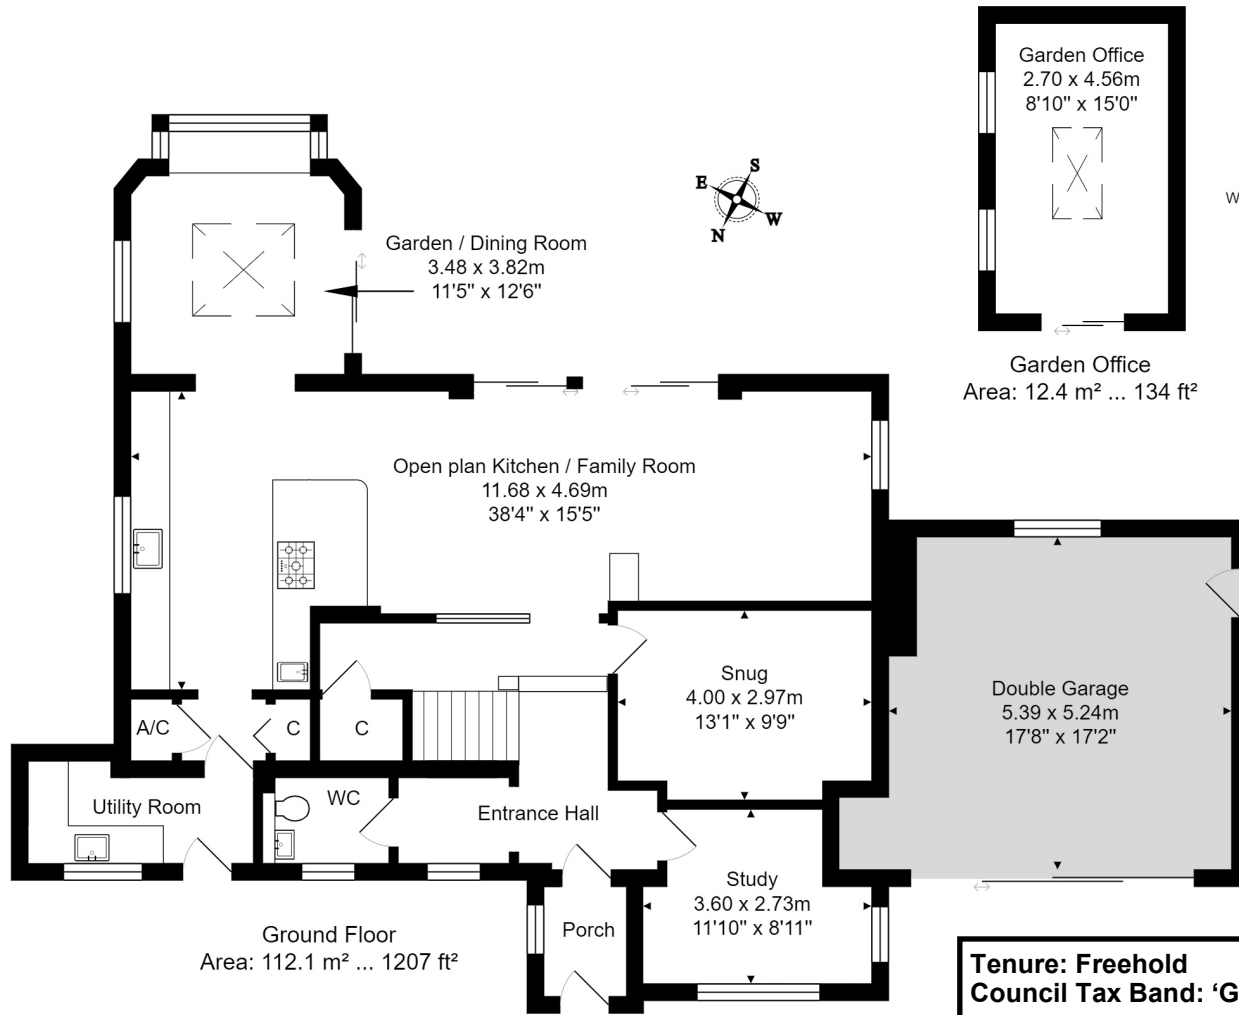 Garden Office
2.70 x 4.56m
8'10" x 15'0"
Garden Office
Area: 12.4 m² ... 134 ft²
W
S
E
W
N
Garden / Dining Room
3.48 x 3.82m
11'5" x 12'6"
Open plan Kitchen / Family Room
11.68 x 4.69m
38'4" x 15'5"
Snug
4.00 x 2.97m
13'1" x 9'9"
Double Garage
5.39 x 5.24m
17'8" x 17'2"
A/C
C
C
Utility Room
WC
Entrance Hall
Study
3.60 x 2.73m
11'10" x 8'11"
Porch
Ground Floor
Area: 112.1 m² ... 1207 ft²
Tenure: Freehold
Council Tax Band: ‘G